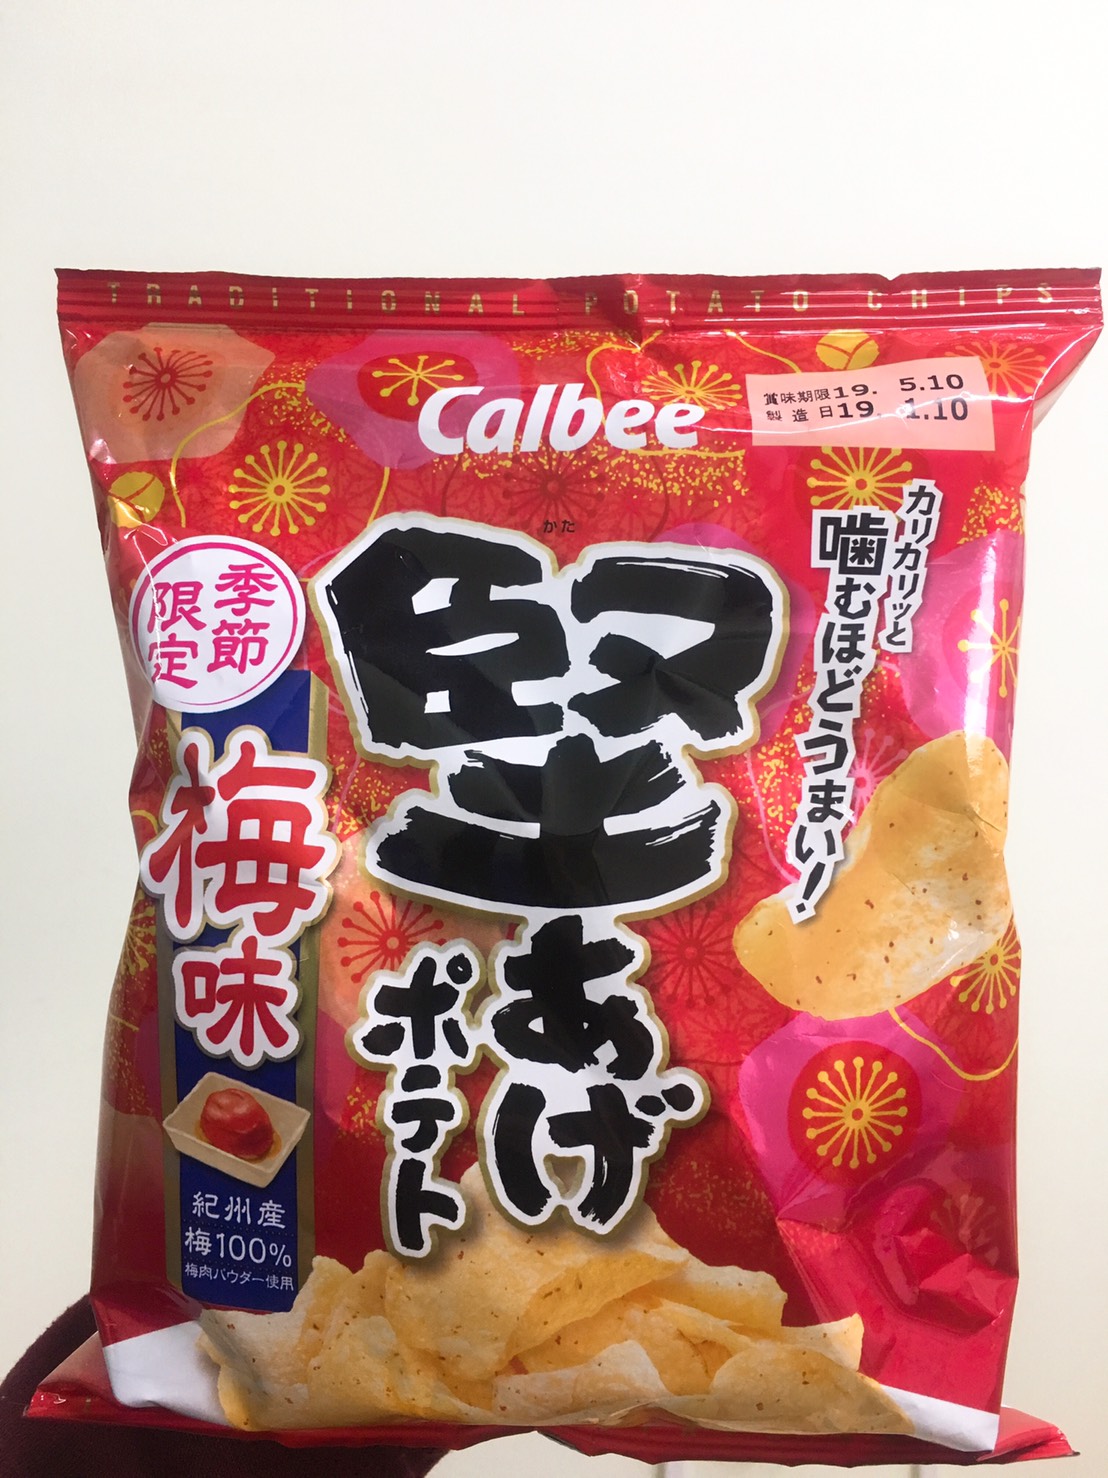 TRADITIONAL POTATO CHIPS
Calbee
賞味期限19. 5.10
製造日19. 1.10
カリカリッと
噛むほどうまい!
かた
堅あげ
ポテト
季節
限定
梅味
紀州産
梅100%
梅肉パウダー使用